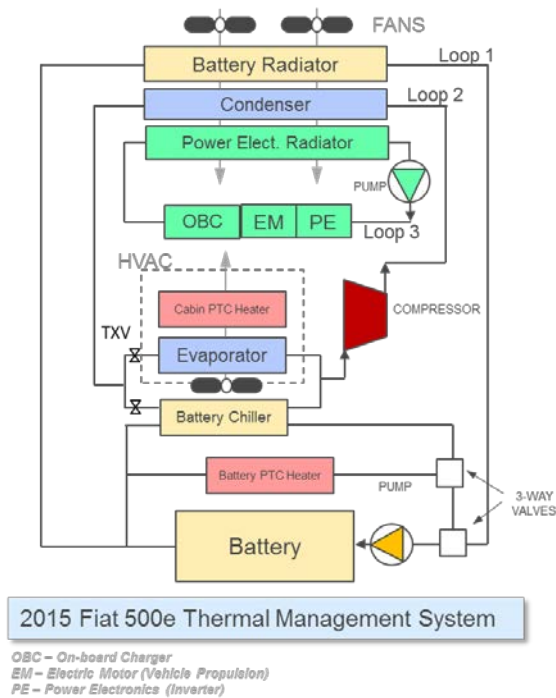 FANS
Battery Radiator
Loop 1
Condenser
Loop 2
Power Elect. Radiator
PUMP
OBC
EM
PE
Loop 3
HVAC
Cabin PTC Heater
COMPRESSOR
TXV
Evaporator
Battery Chiller
Battery PTC Heater
PUMP
3-WAY
VALVES
Battery
2015 Fiat 500e Thermal Management System
OBC – On-board Charger
EM – Electric Motor (Vehicle Propulsion)
PE – Power Electronics (Inverter)